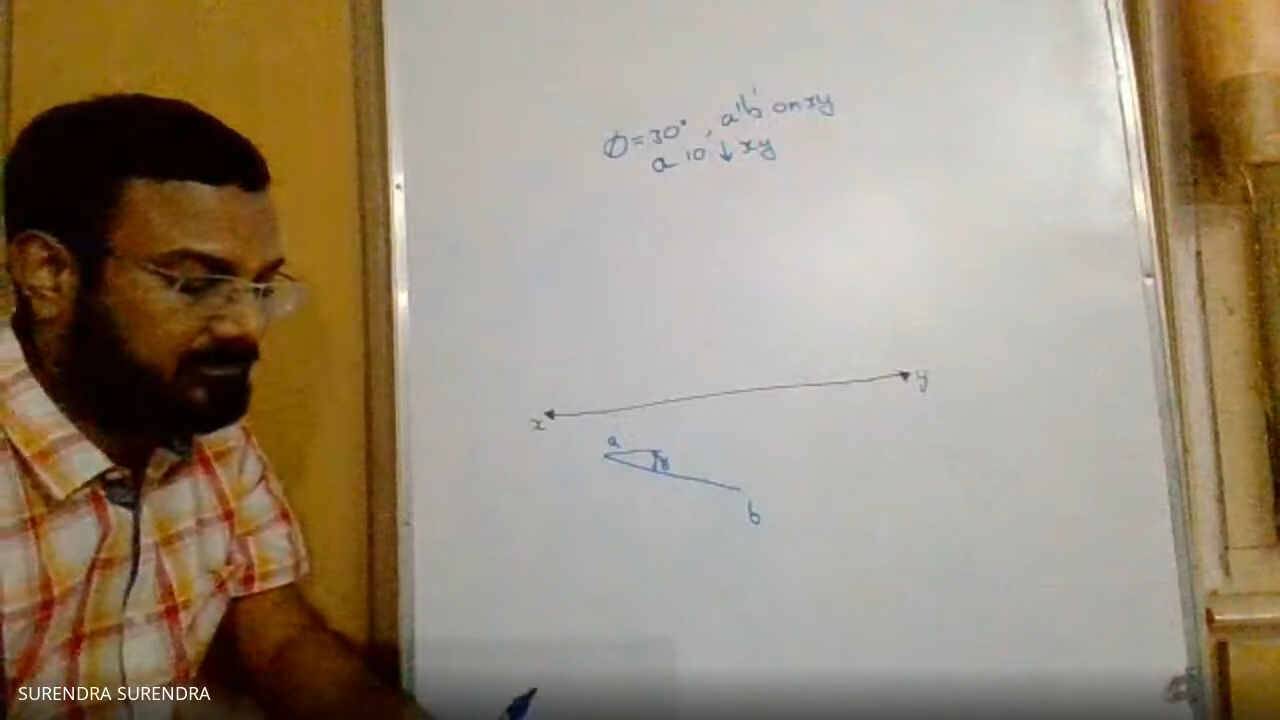 Ø=30°, a'b' on xy
a 10 ↓ xy
x
y
a
b
SURENDRA SURENDRA